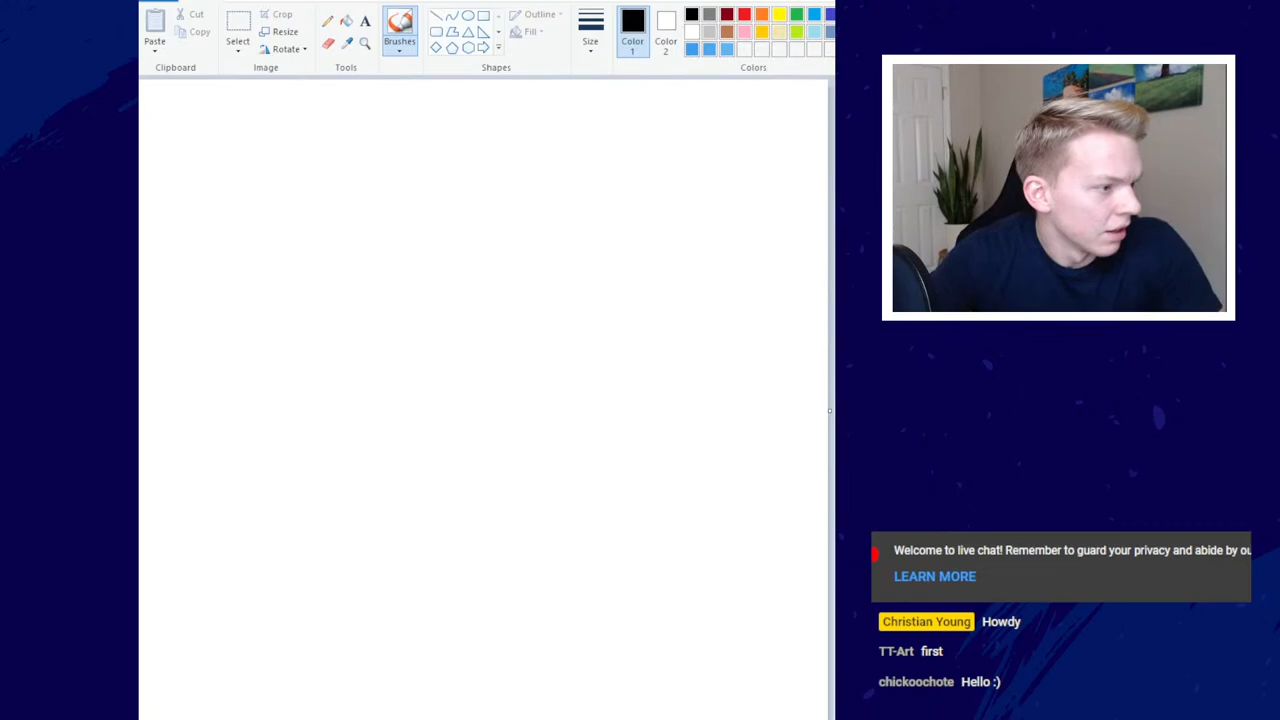 Cut
Crop
Outline
Copy
Resize
Fill
Paste
Select
Rotate
Brushes
Size
Color
1
Color
2
Clipboard
Image
Tools
Shapes
Colors
Welcome to live chat! Remember to guard your privacy and abide by
LEARN MORE
Christian Young Howdy
TT-Art first
chickoochote Hello :)